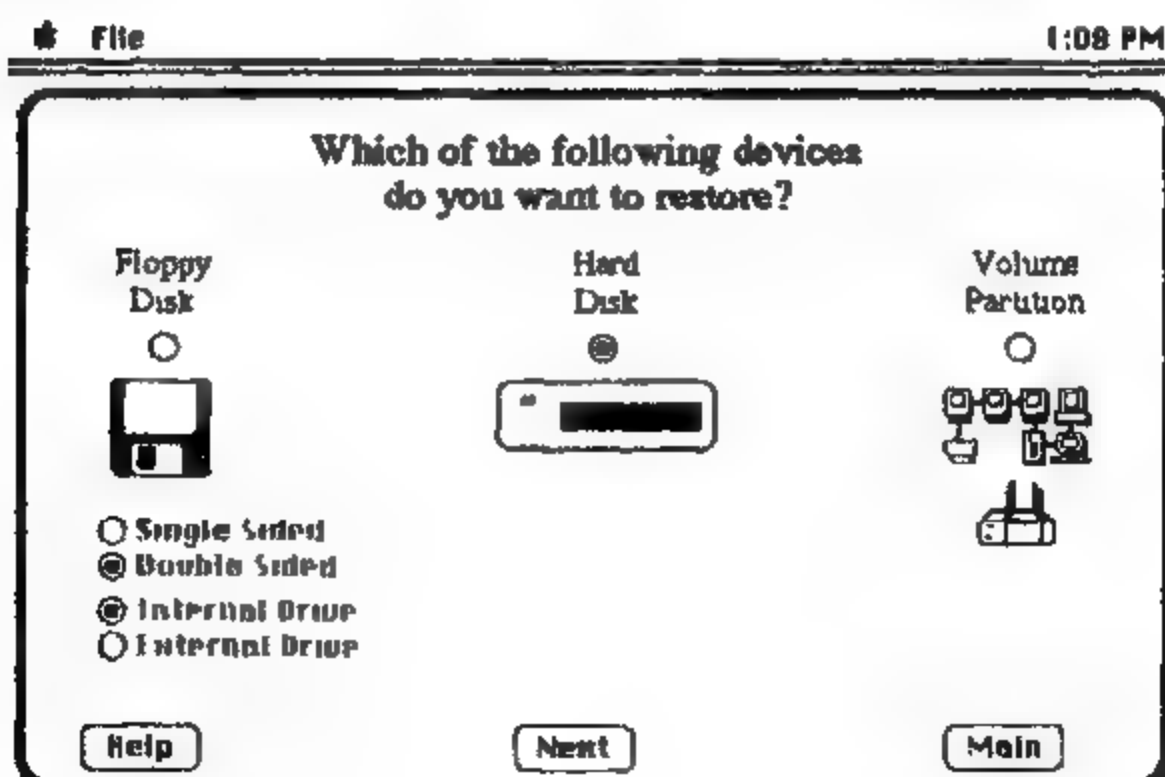 File
1:08 PM
Which of the following devices
do you want to restore?
Floppy
Disk
Hard
Disk
Volume
Partition
Single Sided
Double Sided
Internal Drive
External Drive
Help
Next
Main